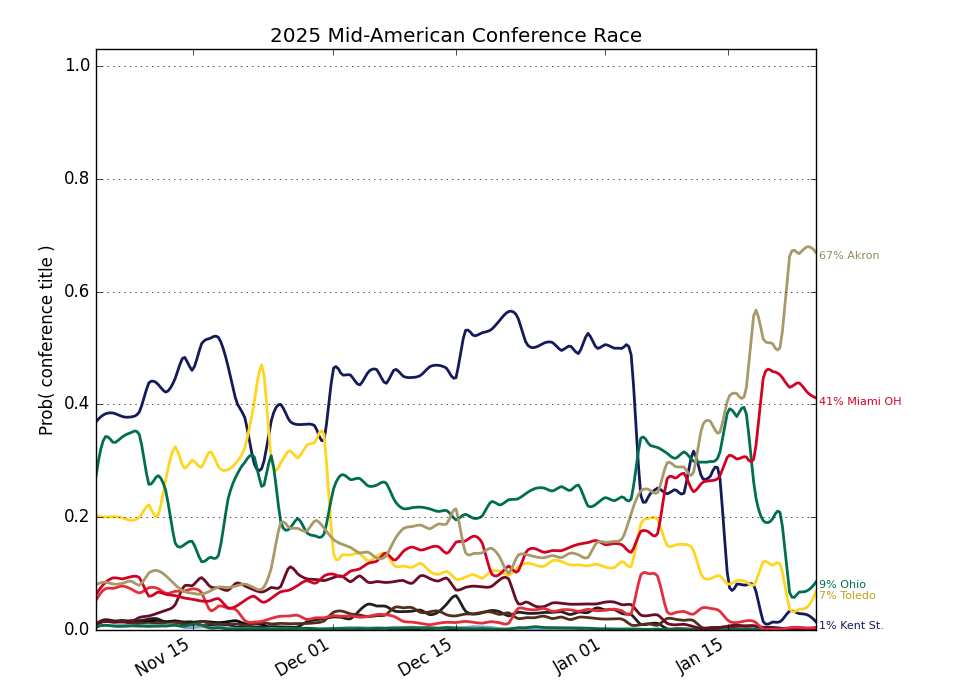 2025 Mid-American Conference Race
Prob( conference title )
1.0
0.8
0.6
0.4
0.2
0.0
67% Akron
41% Miami OH
9% Ohio
7% Toledo
1% Kent St.
Nov 15
Dec 01
Dec 15
Jan 01
Jan 15